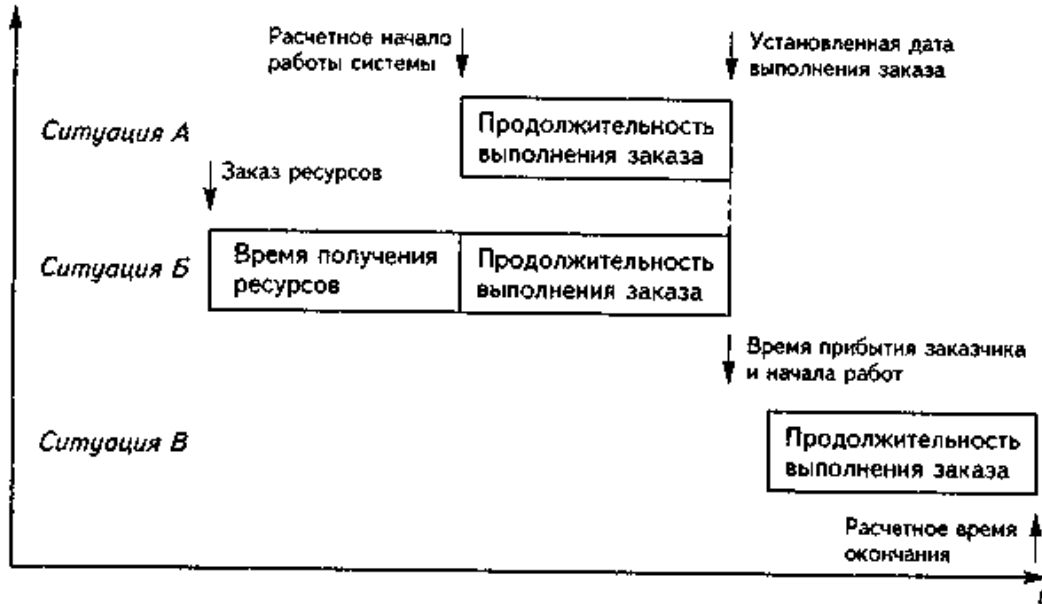 Расчетное начало
работы системы
Установленная дата
выполнения заказа
Ситуация А
Продолжительность
выполнения заказа
Заказ ресурсов
Ситуация Б
Время получения
ресурсов
Продолжительность
выполнения заказа
Время прибытия заказчика
и начала работ
Ситуация В
Продолжительность
выполнения заказа
Расчетное время
окончания